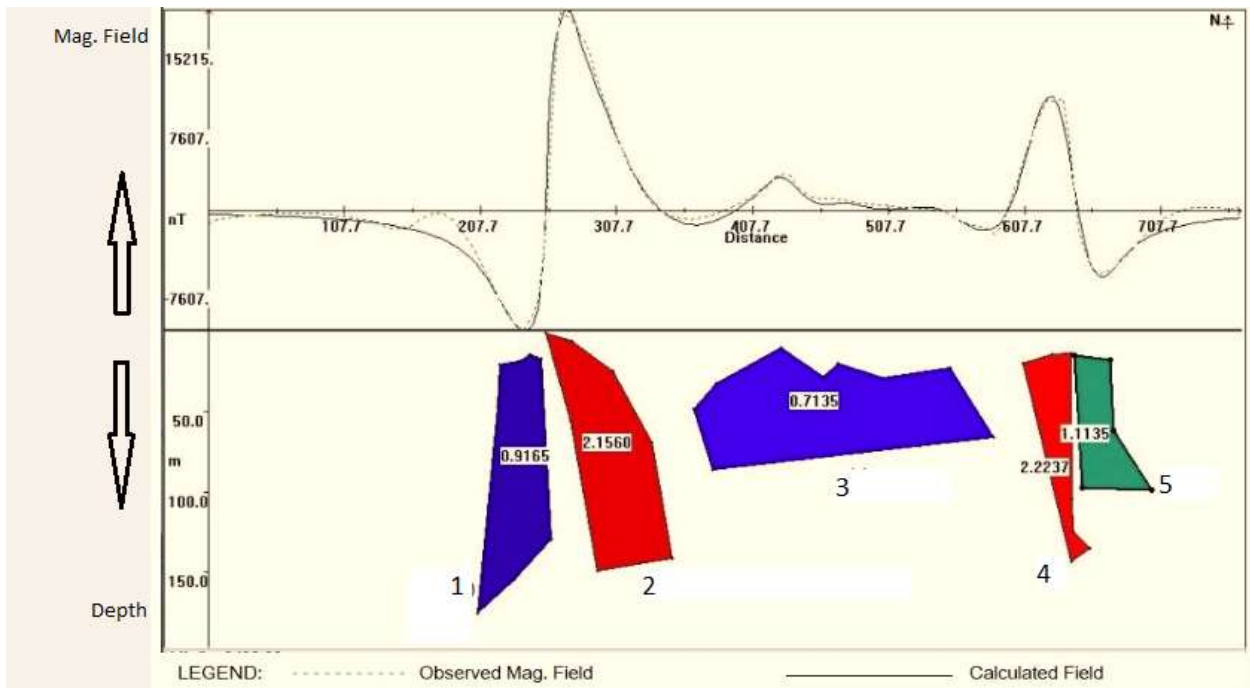 Mag. Field
N
15215.
7607.
nT
107.7 207.7 307.7 407.7 507.7 607.7 707.7
Distance
-7607.
50.0
m
100.0
150.0
Depth
0.9165
2.1560
0.7135
2.2237
1.1135
1
2
3
4
5
LEGEND: Observed Mag. Field Calculated Field